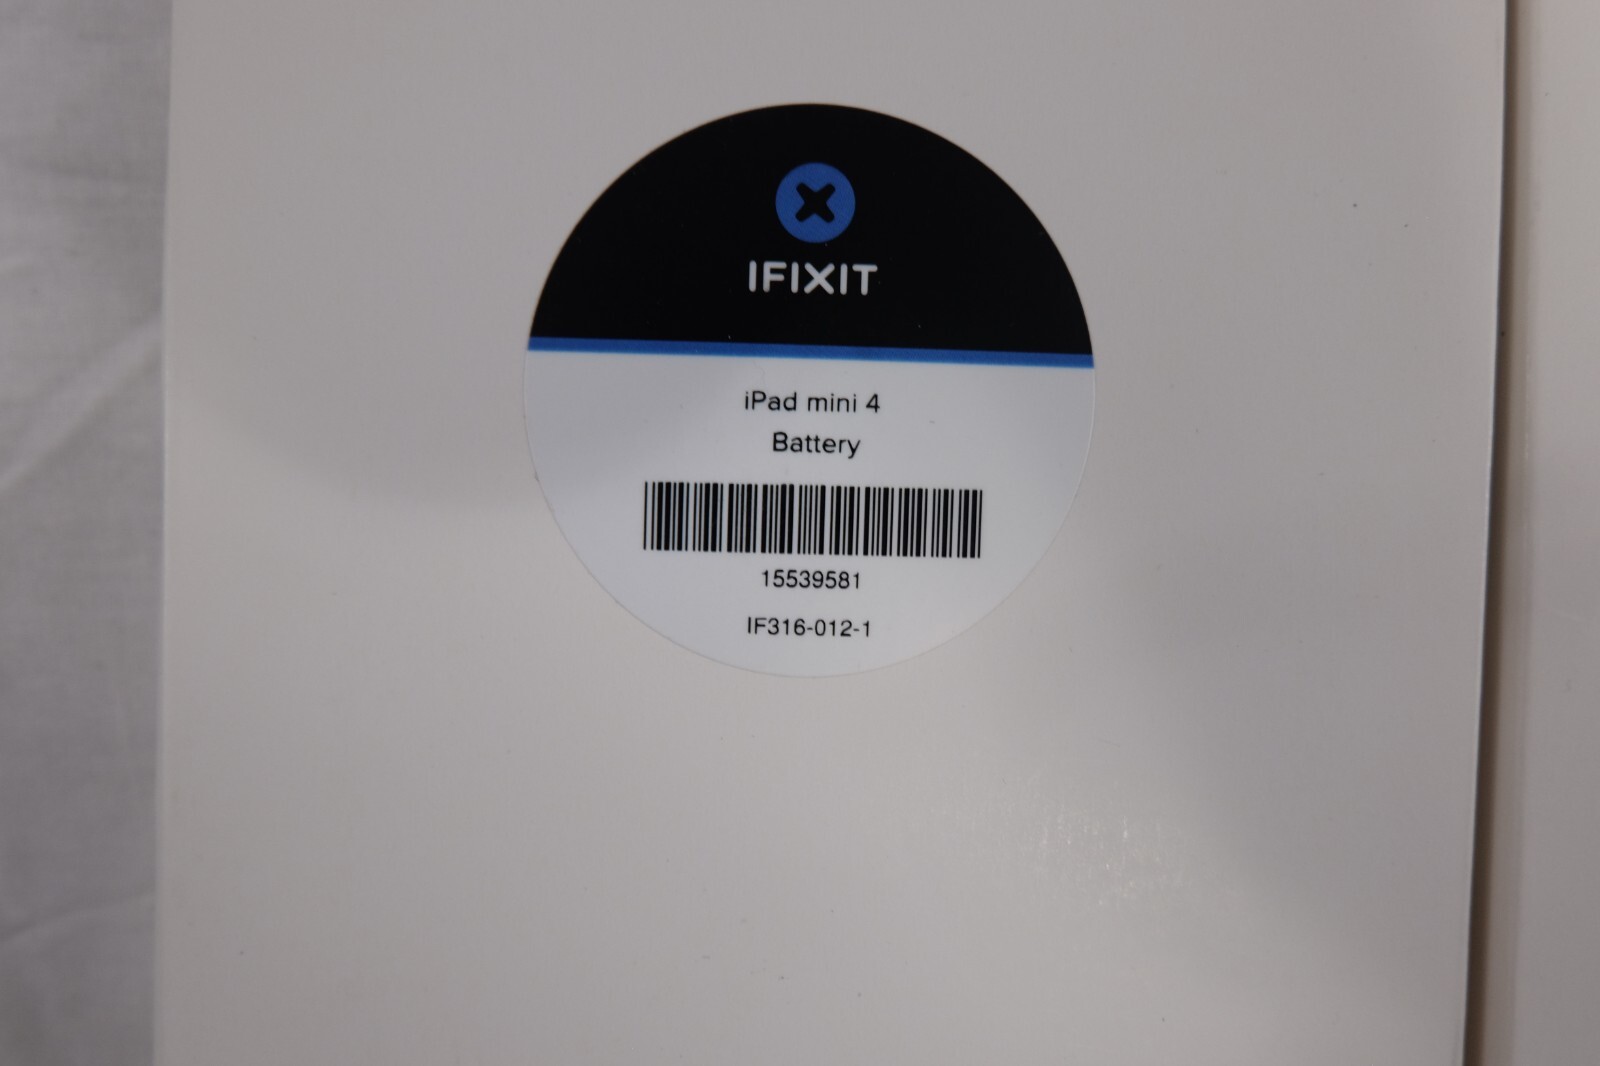 IFIXIT
iPad mini 4
Battery
15539581
IF316-012-1